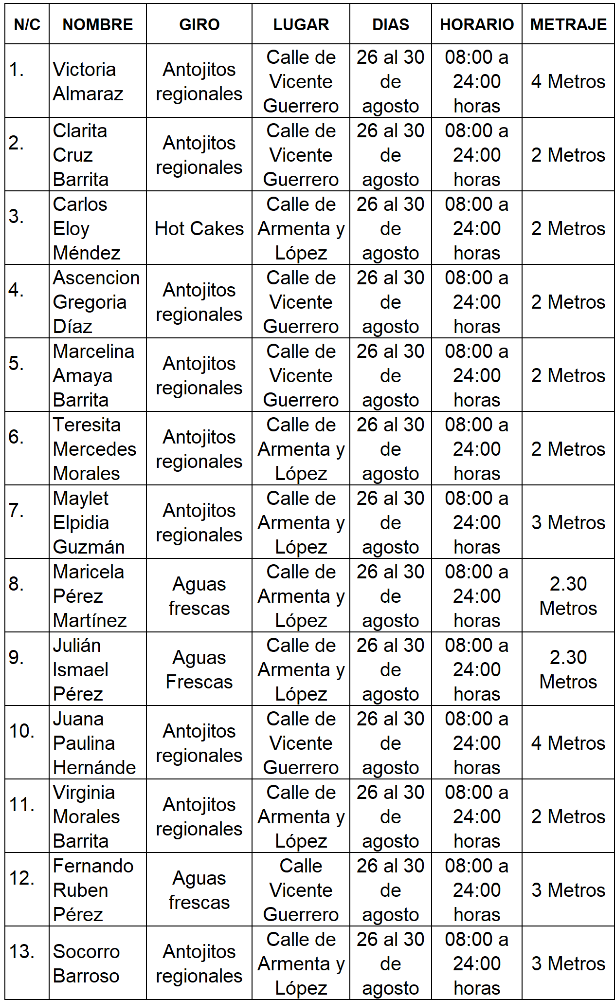 N/C NOMBRE GIRO LUGAR DIAS HORARIO METRAJE
1. Victoria Almaraz Antojitos regionales Calle de Vicente Guerrero 26 al 30 de agosto 08:00 a 24:00 horas 4 Metros
2. Clarita Cruz Barrita Antojitos regionales Calle de Vicente Guerrero 26 al 30 de agosto 08:00 a 24:00 horas 2 Metros
3. Carlos Eloy Méndez Hot Cakes Calle de Armenta y López 26 al 30 de agosto 08:00 a 24:00 horas 2 Metros
4. Ascencion Gregoria Díaz Antojitos regionales Calle de Vicente Guerrero 26 al 30 de agosto 08:00 a 24:00 horas 2 Metros
5. Marcelina Amaya Barrita Antojitos regionales Calle de Vicente Guerrero 26 al 30 de agosto 08:00 a 24:00 horas 2 Metros
6. Teresita Mercedes Morales Antojitos regionales Calle de Armenta y López 26 al 30 de agosto 08:00 a 24:00 horas 2 Metros
7. Maylet Elpidia Guzmán Antojitos regionales Calle de Armenta y López 26 al 30 de agosto 08:00 a 24:00 horas 3 Metros
8. Maricela Pérez Martínez Aguas frescas Calle de Armenta y López 26 al 30 de agosto 08:00 a 24:00 horas 2.30 Metros
9. Julián Ismael Pérez Aguas Frescas Calle de Armenta y López 26 al 30 de agosto 08:00 a 24:00 horas 2.30 Metros
10. Juana Paulina Hernánde Antojitos regionales Calle de Vicente Guerrero 26 al 30 de agosto 08:00 a 24:00 horas 4 Metros
11. Virginia Morales Barrita Antojitos regionales Calle de Armenta y López 26 al 30 de agosto 08:00 a 24:00 horas 2 Metros
12. Fernando Ruben Pérez Aguas frescas Calle Vicente Guerrero 26 al 30 de agosto 08:00 a 24:00 horas 3 Metros
13. Socorro Barroso Antojitos regionales Calle de Armenta y López 26 al 30 de agosto 08:00 a 24:00 horas 3 Metros